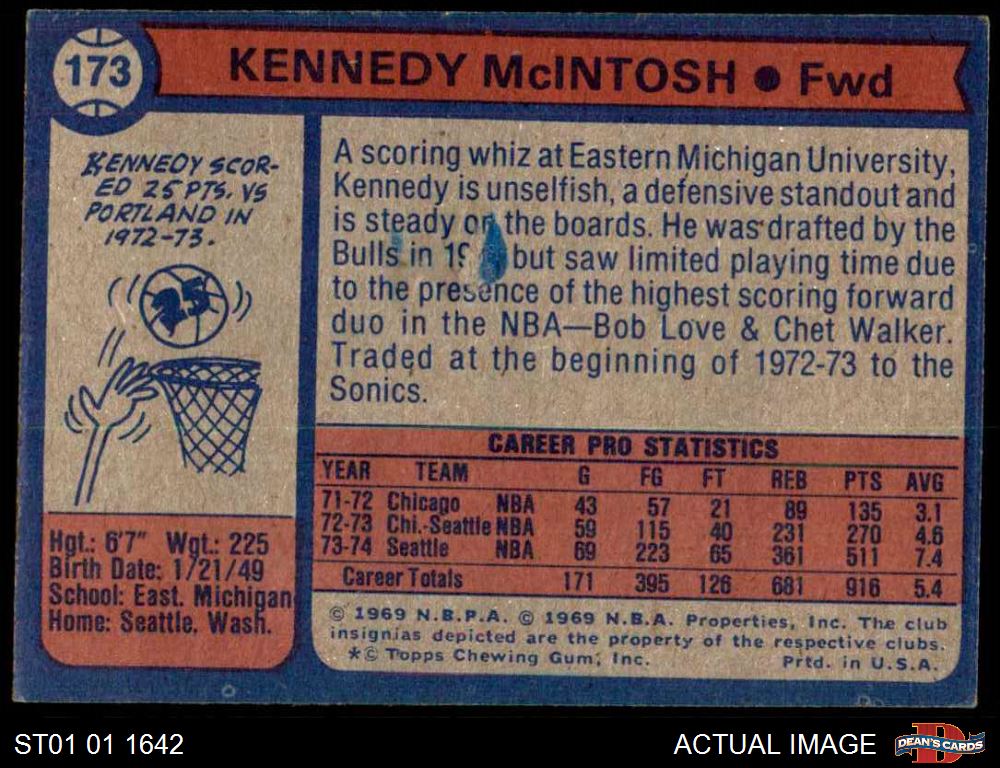 173
KENNEDY McINTOSH ● Fwd
KENNEDY SCOR-
ED 25 PTS. VS
PORTLAND IN
1972-73.
25
A scoring whiz at Eastern Michigan University,
Kennedy is unselfish, a defensive standout and
is steady on the boards. He was drafted by the
Bulls in but saw limited playing time due
to the presence of the highest scoring forward
duo in the NBA—Bob Love & Chet Walker.
Traded at the beginning of 1972-73 to the
Sonics.
CAREER PRO STATISTICS
YEAR TEAM G FG FT REB PTS AVG
71-72 Chicago NBA 43 57 21 89 135 3.1
72-73 Chi.-Seattle NBA 59 115 40 231 270 4.6
73-74 Seattle NBA 69 223 65 361 511 7.4
Career Totals 171 395 126 681 916 5.4
Hgt.: 6'7" Wgt.: 225
Birth Date: 1/21/49
School: East. Michigan
Home: Seattle, Wash.
© 1969 N.B.P.A. © 1969 N.B.A. Properties, Inc. The club
insignias depicted are the property of the respective clubs.
*© Topps Chewing Gum, Inc. Prtd. in U.S.A.
ST01 01 1642
ACTUAL IMAGE
D
DEAN'S CARDS